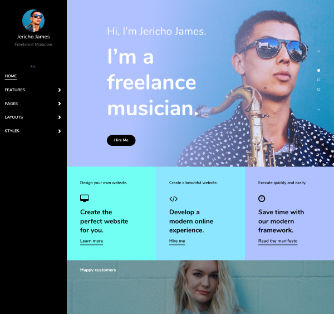 Jericho James
Freelance Musician
HOME
FEATURES
PAGES
LAYOUTS
STYLES
Hi, I'm Jericho James.
I'm a
freelance
musician.
Hire Me
Design your own website.
Create the
perfect website
for you.
Learn more
Create a beautiful website.
Develop a
modern online
experience.
Hire me
Execute quickly and easily.
Save time with
our modern
framework.
Read the manifesto
Happy customers